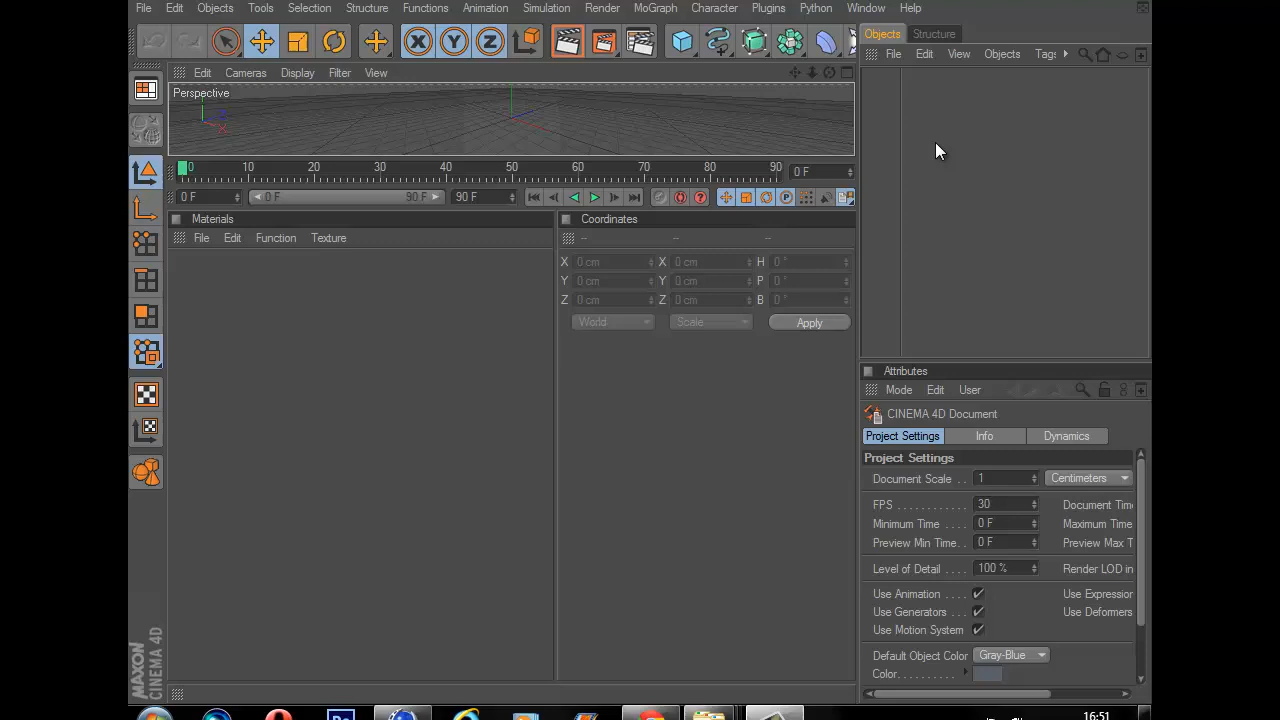 File Edit Objects Tools Selection Structure Functions Animation Simulation Render MoGraph Character Plugins Python Window Help
Objects Structure
File Edit View Objects Tags
Edit Cameras Display Filter View
Perspective
Y
Z
X
0 10 20 30 40 50 60 70 80 90 0 F
0 F 0 F 90 F 90 F
Materials
File Edit Function Texture
Coordinates
-- -- --
X 0 cm X 0 cm H 0 °
Y 0 cm Y 0 cm P 0 °
Z 0 cm Z 0 cm B 0 °
World Scale Apply
Attributes
Mode Edit User
CINEMA 4D Document
Project Settings Info Dynamics
Project Settings
Document Scale . . 1 Centimeters
FPS . . . . . . . . . . . . 30 Document Tim
Minimum Time . . 0 F Maximum Time
Preview Min Time. . 0 F Preview Max T
Level of Detail . . . . 100 % Render LOD in
Use Animation . . . . Use Expression
Use Generators . . . Use Deformers
Use Motion System
Default Object Color Gray-Blue
Color. . . . . . . . . .
MAXON
CINEMA 4D
16:51